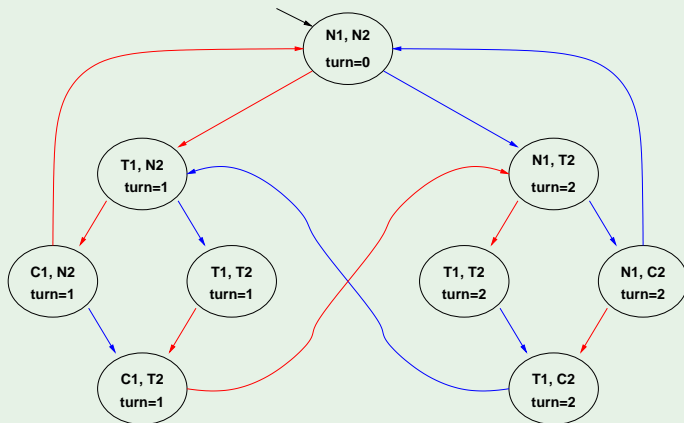 N1, N2
turn=0
T1, N2
turn=1
N1, T2
turn=2
C1, N2
turn=1
T1, T2
turn=1
T1, T2
turn=2
N1, C2
turn=2
C1, T2
turn=1
T1, C2
turn=2